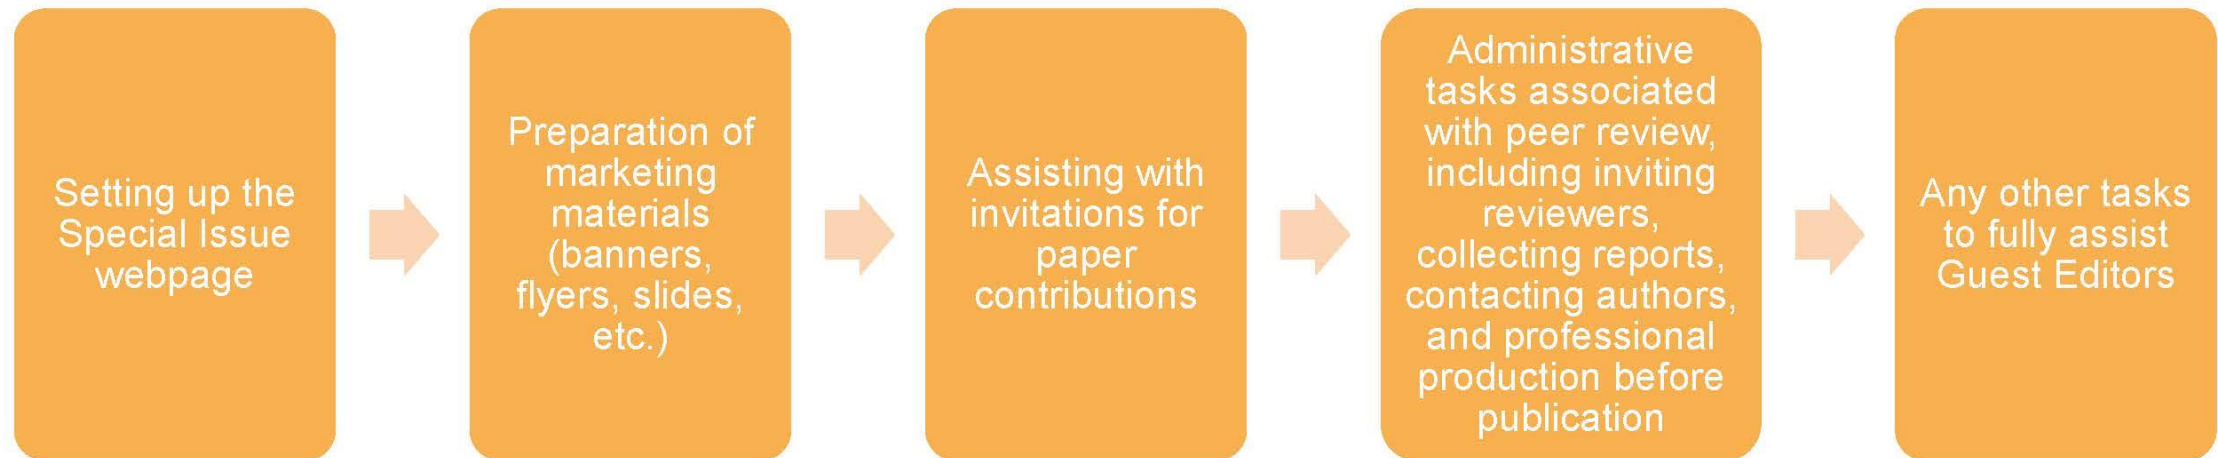 Setting up the
Special Issue
webpage
Preparation of
marketing
materials
(banners,
flyers, slides,
etc.)
Assisting with
invitations for
paper
contributions
Administrative
tasks associated
with peer review,
including inviting
reviewers,
collecting reports,
contacting authors,
and professional
production before
publication
Any other tasks
to fully assist
Guest Editors